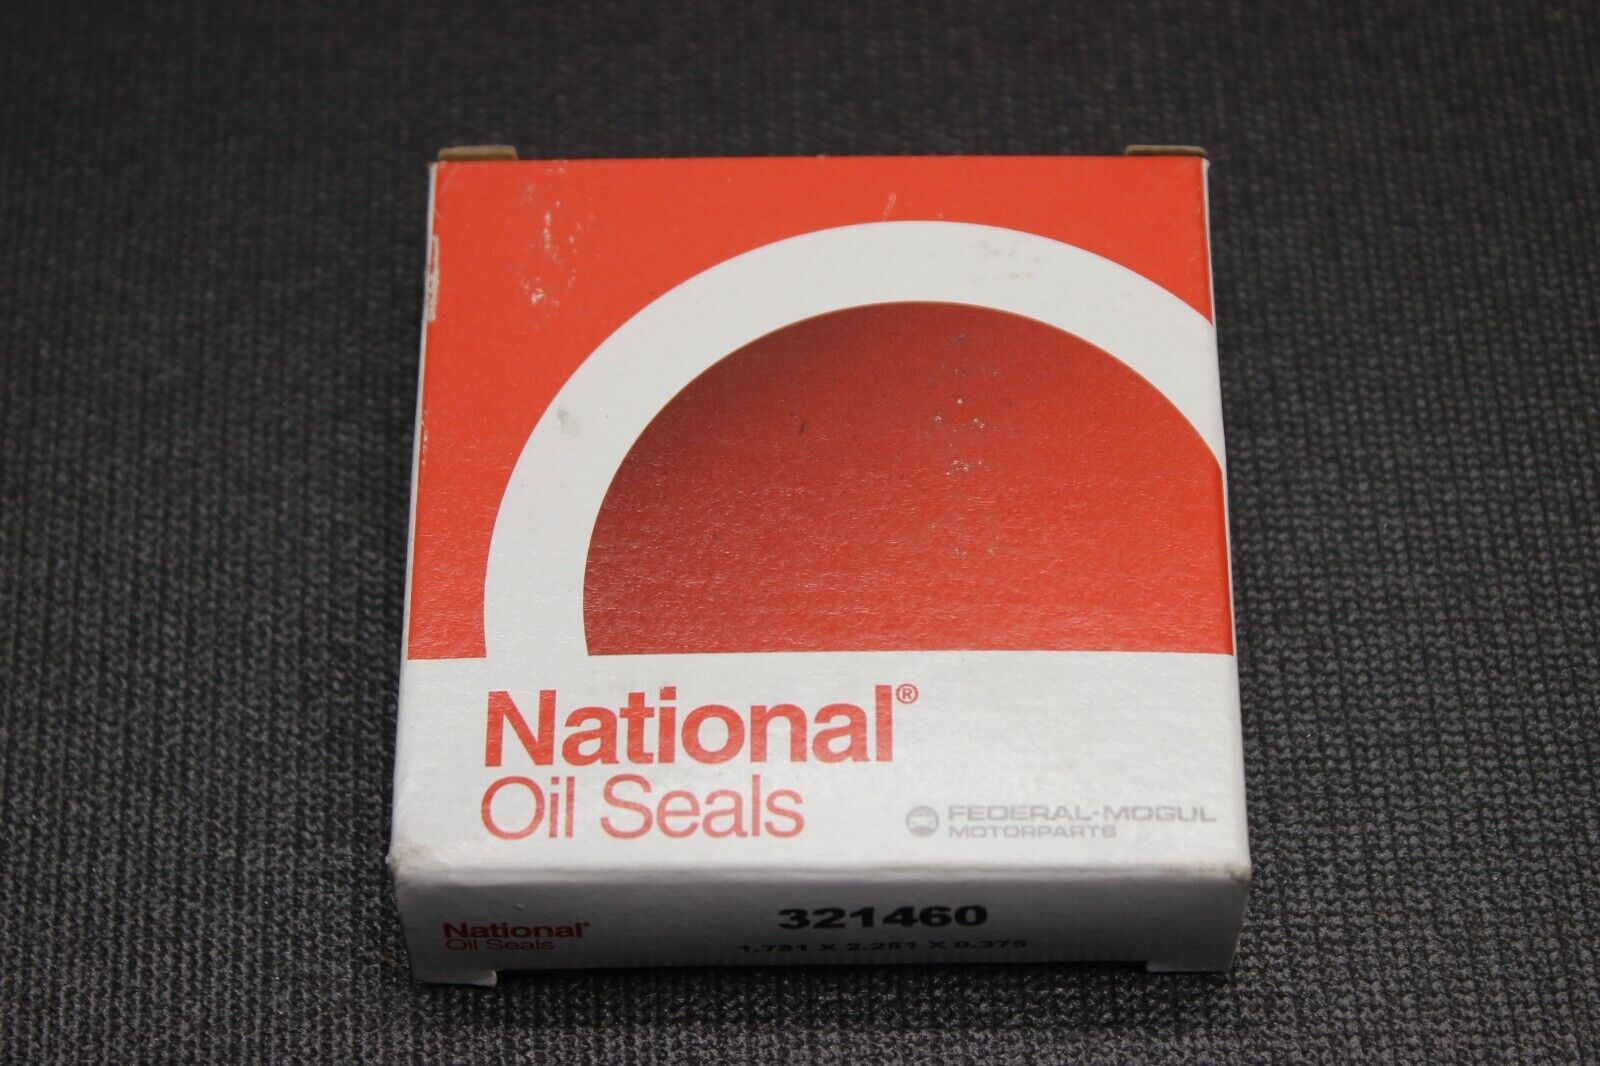 National®
Oil Seals
FEDERAL-MOGUL
MOTORPARTS
National®
Oil Seals
321460
1.781 X 2.251 X 0.375